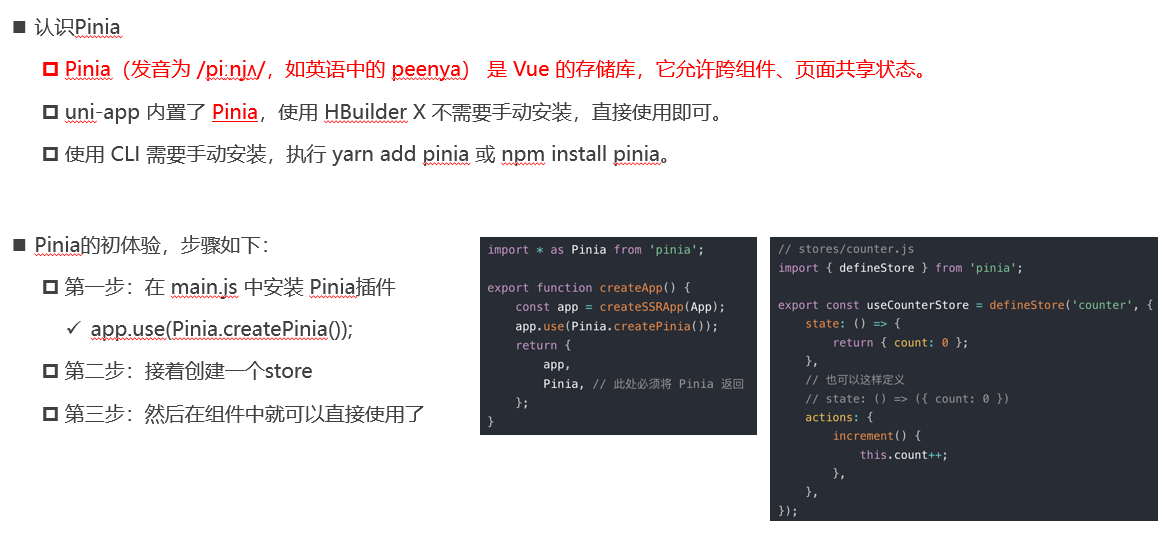 ■ 认识Pinia
Pinia（发音为 /piːnjʌ/，如英语中的 peenya） 是 Vue 的存储库，它允许跨组件、页面共享状态。
uni-app 内置了 Pinia，使用 HBuilder X 不需要手动安装，直接使用即可。
使用 CLI 需要手动安装，执行 yarn add pinia 或 npm install pinia。
■ Pinia的初体验，步骤如下：
第一步：在 main.js 中安装 Pinia插件
✓ app.use(Pinia.createPinia());
第二步：接着创建一个store
第三步：然后在组件中就可以直接使用了
import * as Pinia from 'pinia';
export function createApp() {
    const app = createSSRApp(App);
    app.use(Pinia.createPinia());
    return {
        app,
        Pinia, // 此处必须将 Pinia 返回
    };
}
// stores/counter.js
import { defineStore } from 'pinia';
export const useCounterStore = defineStore('counter', {
    state: () => {
        return { count: 0 };
    },
    // 也可以这样定义
    // state: () => ({ count: 0 })
    actions: {
        increment() {
            this.count++;
        },
    },
});